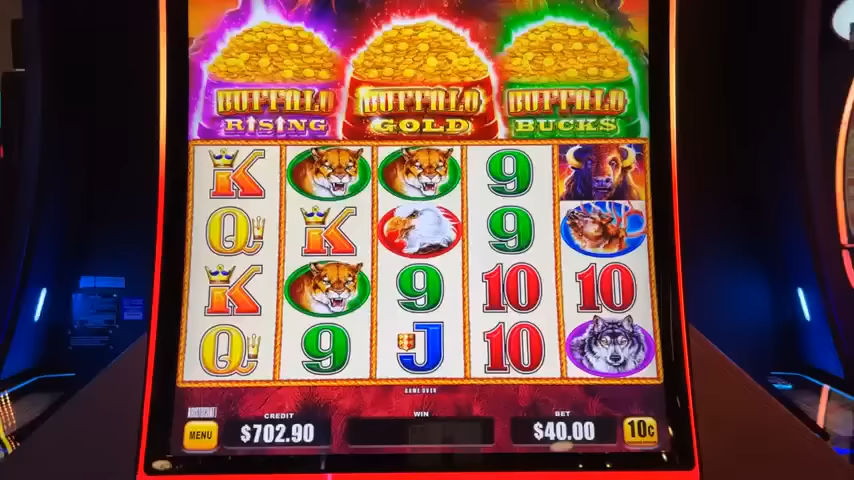 BUFFALO BUFFALO BUFFALO
RISING GOLD BUCKS
K 9
Q K 9
K 9 10 10
Q 9 J 10
GAME OVER
ARISTOCRAT
CREDIT WIN BET
MENU $702.90 $40.00 10¢